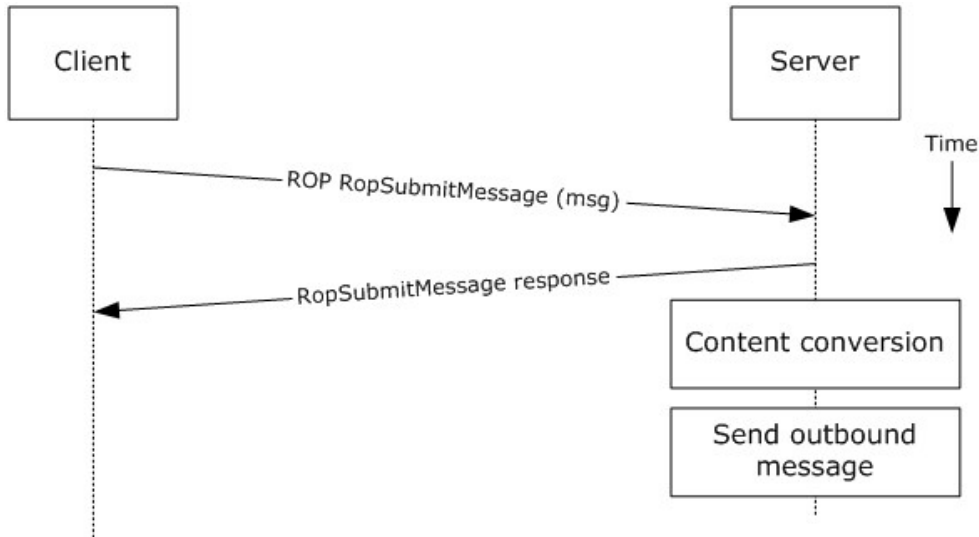 Client
Server
Time
ROP RopSubmitMessage (msg)
RopSubmitMessage response
Content conversion
Send outbound
message